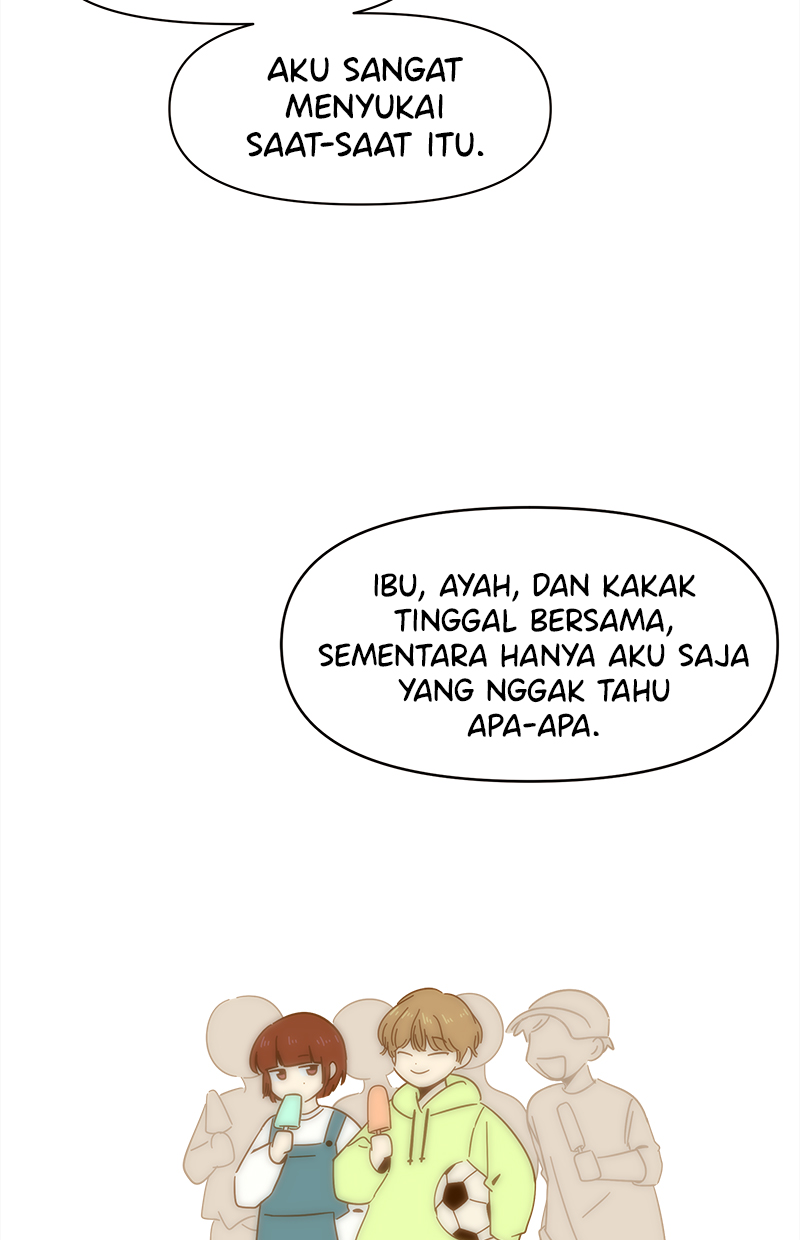 AKU SANGAT
MENYUKAI
SAAT-SAAT ITU.
IBU, AYAH, DAN KAKAK
TINGGAL BERSAMA,
SEMENTARA HANYA AKU SAJA
YANG NGGAK TAHU
APA-APA.